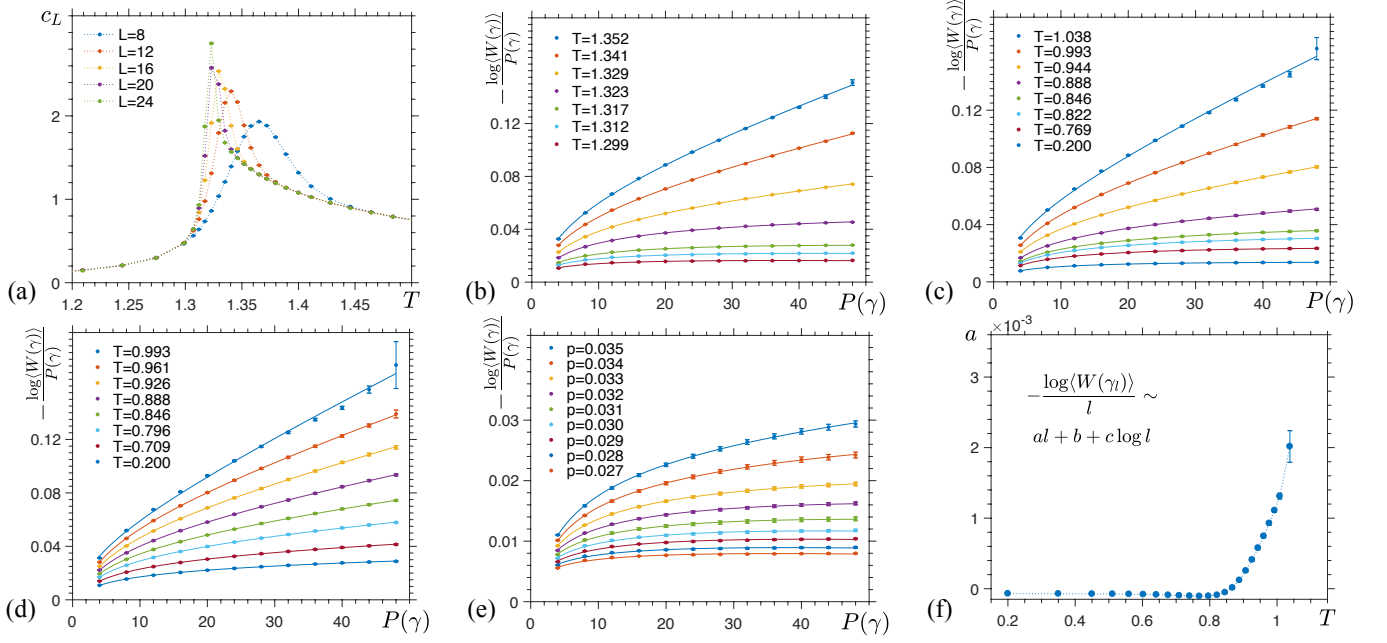 (a)
c_L
L=8
L=12
L=16
L=20
L=24
2
1
0
1.2
1.25
1.3
1.35
1.4
1.45
T
(b)
− log⟨W(γ)⟩ / P(γ)
T=1.352
T=1.341
T=1.329
T=1.323
T=1.317
T=1.312
T=1.299
0.12
0.08
0.04
0
0
10
20
30
40
P(γ)
(c)
− log⟨W(γ)⟩ / P(γ)
T=1.038
T=0.993
T=0.944
T=0.888
T=0.846
T=0.822
T=0.769
T=0.200
0.12
0.08
0.04
0
0
10
20
30
40
P(γ)
(d)
− log⟨W(γ)⟩ / P(γ)
T=0.993
T=0.961
T=0.926
T=0.888
T=0.846
T=0.796
T=0.709
T=0.200
0.12
0.08
0.04
0
0
10
20
30
40
P(γ)
(e)
− log⟨W(γ)⟩ / P(γ)
p=0.035
p=0.034
p=0.033
p=0.032
p=0.031
p=0.030
p=0.029
p=0.028
p=0.027
0.03
0.02
0.01
0
0
10
20
30
40
P(γ)
(f)
a
×10⁻³
− log⟨W(γ_l)⟩ / l ∼
al + b + c log l
4
3
2
1
0
0.2
0.4
0.6
0.8
1
T